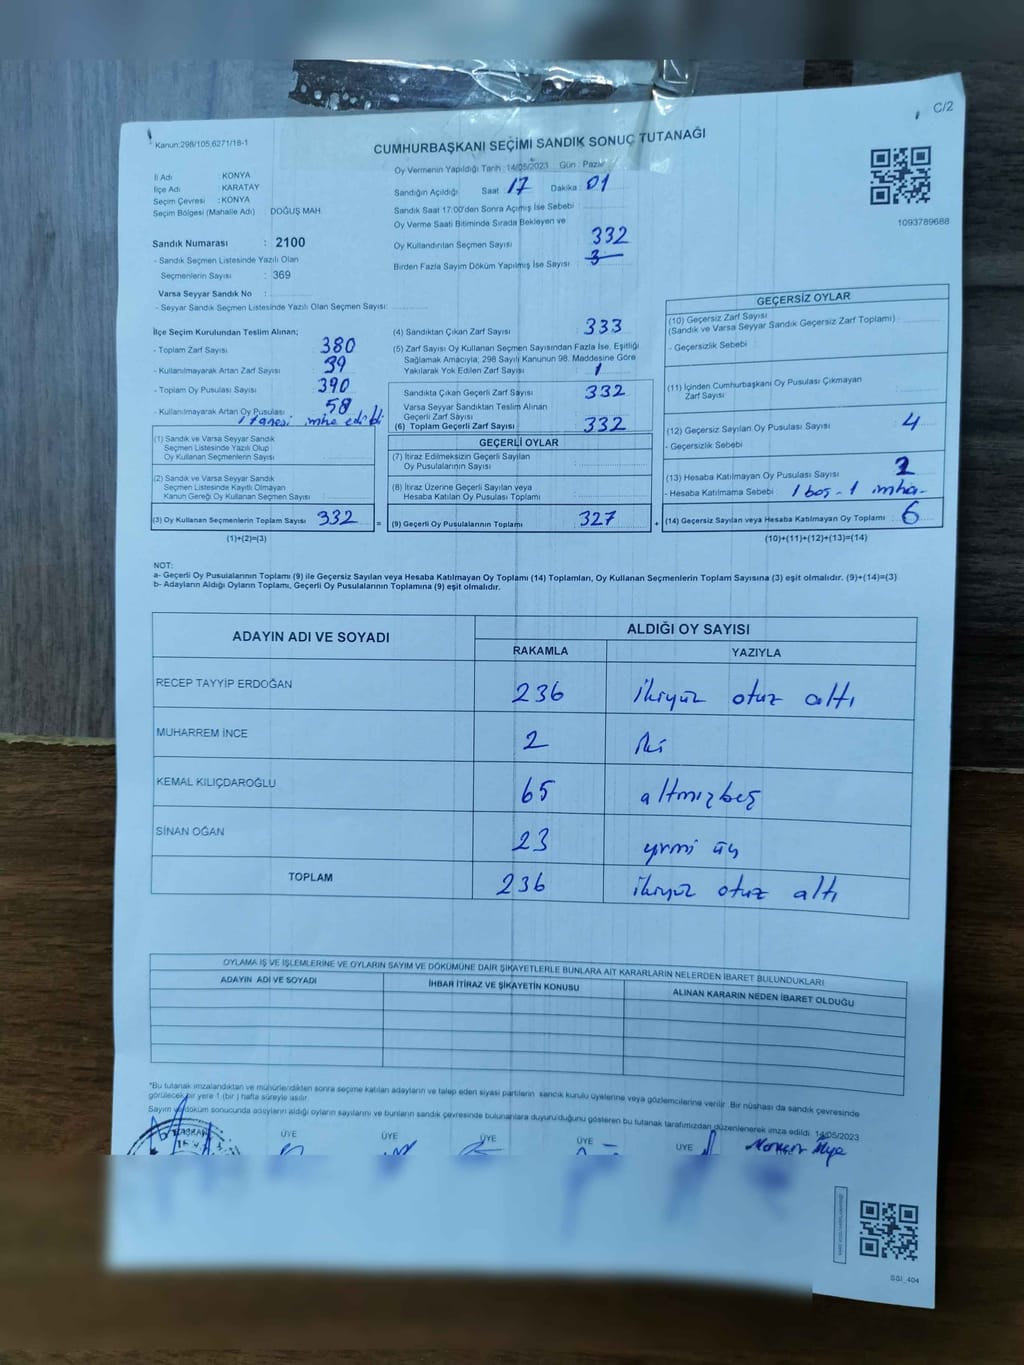 C/2
Kanun:298/105,6271/18-1
CUMHURBAŞKANI SEÇİMİ SANDIK SONUÇ TUTANAĞI
Oy Vermenin Yapıldığı Tarih : 14/05/2023 Gün : Pazar
İl Adı : KONYA
İlçe Adı : KARATAY
Seçim Çevresi : KONYA
Seçim Bölgesi (Mahalle Adı) : DOĞUŞ MAH.
Sandığın Açıldığı Saat 17 Dakika 01
Sandık Saat 17:00'den Sonra Açılmış İse Sebebi :
Oy Verme Saati Bitiminde Sırada Bekleyen ve
Oy Kullandırılan Seçmen Sayısı 332
Birden Fazla Sayım Döküm Yapılmış İse Sayısı : 3
1093789688
Sandık Numarası : 2100
- Sandık Seçmen Listesinde Yazılı Olan
Seçmenlerin Sayısı : 369
Varsa Seyyar Sandık No :
- Seyyar Sandık Seçmen Listesinde Yazılı Olan Seçmen Sayısı:
İlçe Seçim Kurulundan Teslim Alınan;
- Toplam Zarf Sayısı : 380
- Kullanılmayarak Artan Zarf Sayısı : 39
- Toplam Oy Pusulası Sayısı : 390
- Kullanılmayarak Artan Oy Pusulası : 58
1 tanesi imha edildi
(1) Sandık ve Varsa Seyyar Sandık
Seçmen Listesinde Yazılı Olup
Oy Kullanan Seçmenlerin Sayısı :
(2) Sandık ve Varsa Seyyar Sandık
Seçmen Listesinde Kayıtlı Olmayan
Kanun Gereği Oy Kullanan Seçmen Sayısı :
(3) Oy Kullanan Seçmenlerin Toplam Sayısı : 332 =
(1)+(2)=(3)
(4) Sandıktan Çıkan Zarf Sayısı : 333
(5) Zarf Sayısı Oy Kullanan Seçmen Sayısından Fazla İse, Eşitliği
Sağlamak Amacıyla; 298 Sayılı Kanunun 98. Maddesine Göre
Yakılarak Yok Edilen Zarf Sayısı : 1
Sandıkta Çıkan Geçerli Zarf Sayısı : 332
Varsa Seyyar Sandıktan Teslim Alınan
Geçerli Zarf Sayısı :
(6) Toplam Geçerli Zarf Sayısı : 332
GEÇERLİ OYLAR
(7) İtiraz Edilmeksizin Geçerli Sayılan
Oy Pusulalarının Sayısı :
(8) İtiraz Üzerine Geçerli Sayılan veya
Hesaba Katılan Oy Pusulası Toplamı :
(9) Geçerli Oy Pusulalarının Toplamı : 327 +
GEÇERSİZ OYLAR
(10) Geçersiz Zarf Sayısı
(Sandık ve Varsa Seyyar Sandık Geçersiz Zarf Toplamı) :
- Geçersizlik Sebebi :
(11) İçinden Cumhurbaşkanı Oy Pusulası Çıkmayan
Zarf Sayısı :
(12) Geçersiz Sayılan Oy Pusulası Sayısı : 4
- Geçersizlik Sebebi :
(13) Hesaba Katılmayan Oy Pusulası Sayısı : 2
- Hesaba Katılmama Sebebi : 1 boş - 1 imha -
(14) Geçersiz Sayılan veya Hesaba Katılmayan Oy Toplamı : 6
(10)+(11)+(12)+(13)=(14)
NOT:
a- Geçerli Oy Pusulalarının Toplamı (9) ile Geçersiz Sayılan veya Hesaba Katılmayan Oy Toplamı (14) Toplamları, Oy Kullanan Seçmenlerin Toplam Sayısına (3) eşit olmalıdır. (9)+(14)=(3)
b- Adayların Aldığı Oyların Toplamı, Geçerli Oy Pusulalarının Toplamına (9) eşit olmalıdır.
ADAYIN ADI VE SOYADI ALDIĞI OY SAYISI
RAKAMLA YAZIYLA
RECEP TAYYİP ERDOĞAN 236 ikiyüz otuz altı
MUHARREM İNCE 2 iki
KEMAL KILIÇDAROĞLU 65 altmışbeş
SİNAN OĞAN 23 yirmi üç
TOPLAM 236 ikiyüz otuz altı
OYLAMA İŞ VE İŞLEMLERİNE VE OYLARIN SAYIM VE DÖKÜMÜNE DAİR ŞİKAYETLERLE BUNLARA AİT KARARLARIN NELERDEN İBARET BULUNDUKLARI
ADAYIN ADI VE SOYADI İHBAR İTİRAZ VE ŞİKAYETİN KONUSU ALINAN KARARIN NEDEN İBARET OLDUĞU
*Bu tutanak imzalandıktan ve mühürlendikten sonra seçime katılan adayların ve talep eden siyasi partilerin sandık kurulu üyelerine veya gözlemcilerine verilir. Bir nüshası da sandık çevresinde
görülecek bir yere 1 (bir) hafta süreyle asılır.
Sayım ve döküm sonucunda adayların aldığı oyların sayılarını ve bunların sandık çevresinde bulunanlara duyurulduğunu gösteren bu tutanak tarafımızdan düzenlenerek imza edildi. 14/05/2023
BAŞKAN ÜYE ÜYE ÜYE ÜYE ÜYE
SSI_404